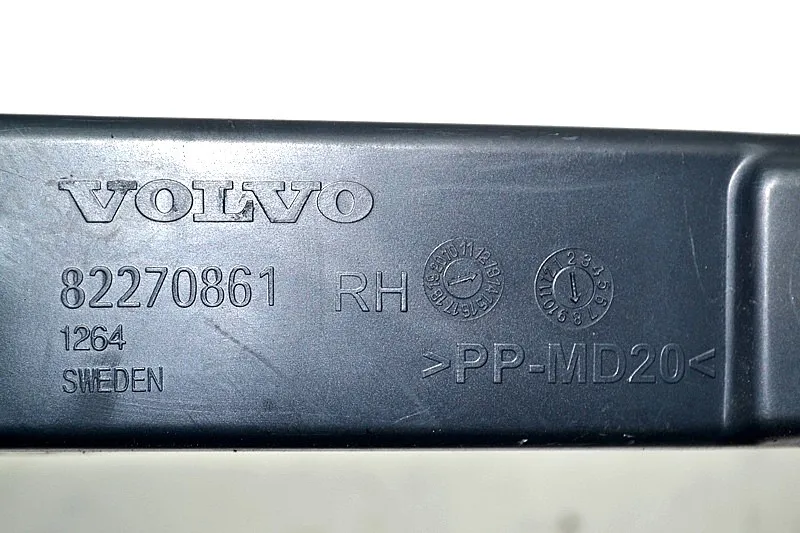 VOLVO
82270861 RH
1264
SWEDEN
>PP-MD20<